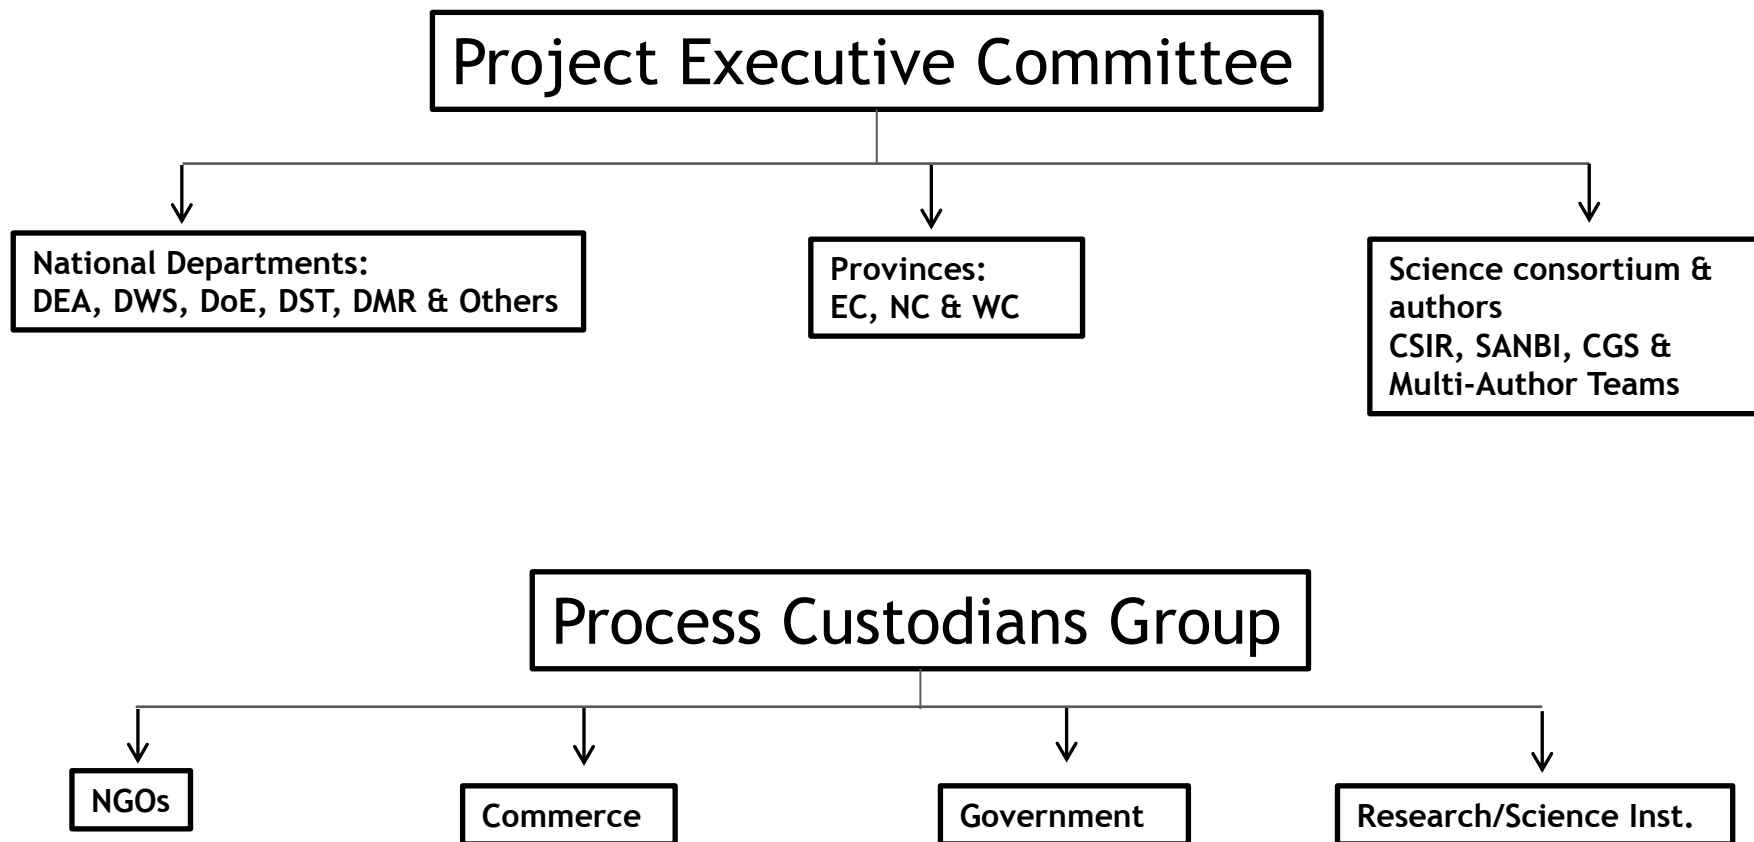 Project Executive Committee
National Departments:
DEA, DWS, DoE, DST, DMR & Others
Provinces:
EC, NC & WC
Science consortium &
authors
CSIR, SANBI, CGS &
Multi-Author Teams
Process Custodians Group
NGOs
Commerce
Government
Research/Science Inst.